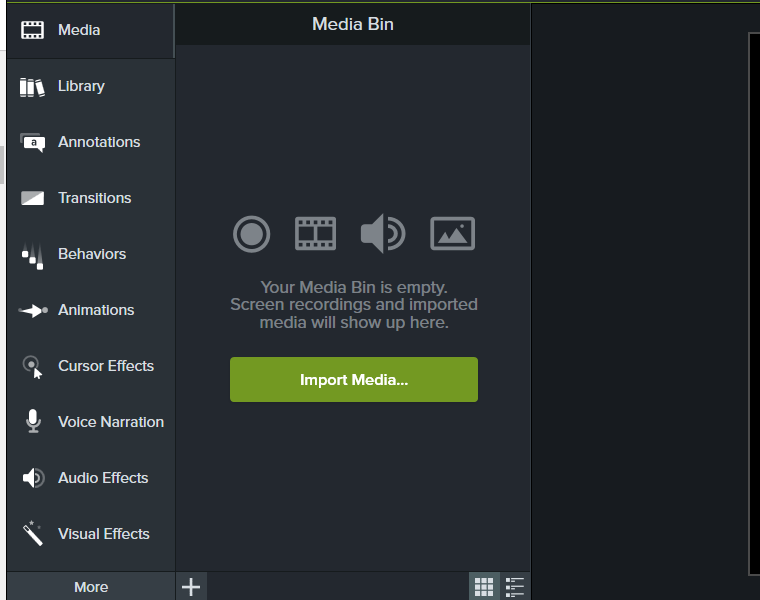 Media
Library
Annotations
Transitions
Behaviors
Animations
Cursor Effects
Voice Narration
Audio Effects
Visual Effects
More
Media Bin
Your Media Bin is empty.
Screen recordings and imported
media will show up here.
Import Media...
a